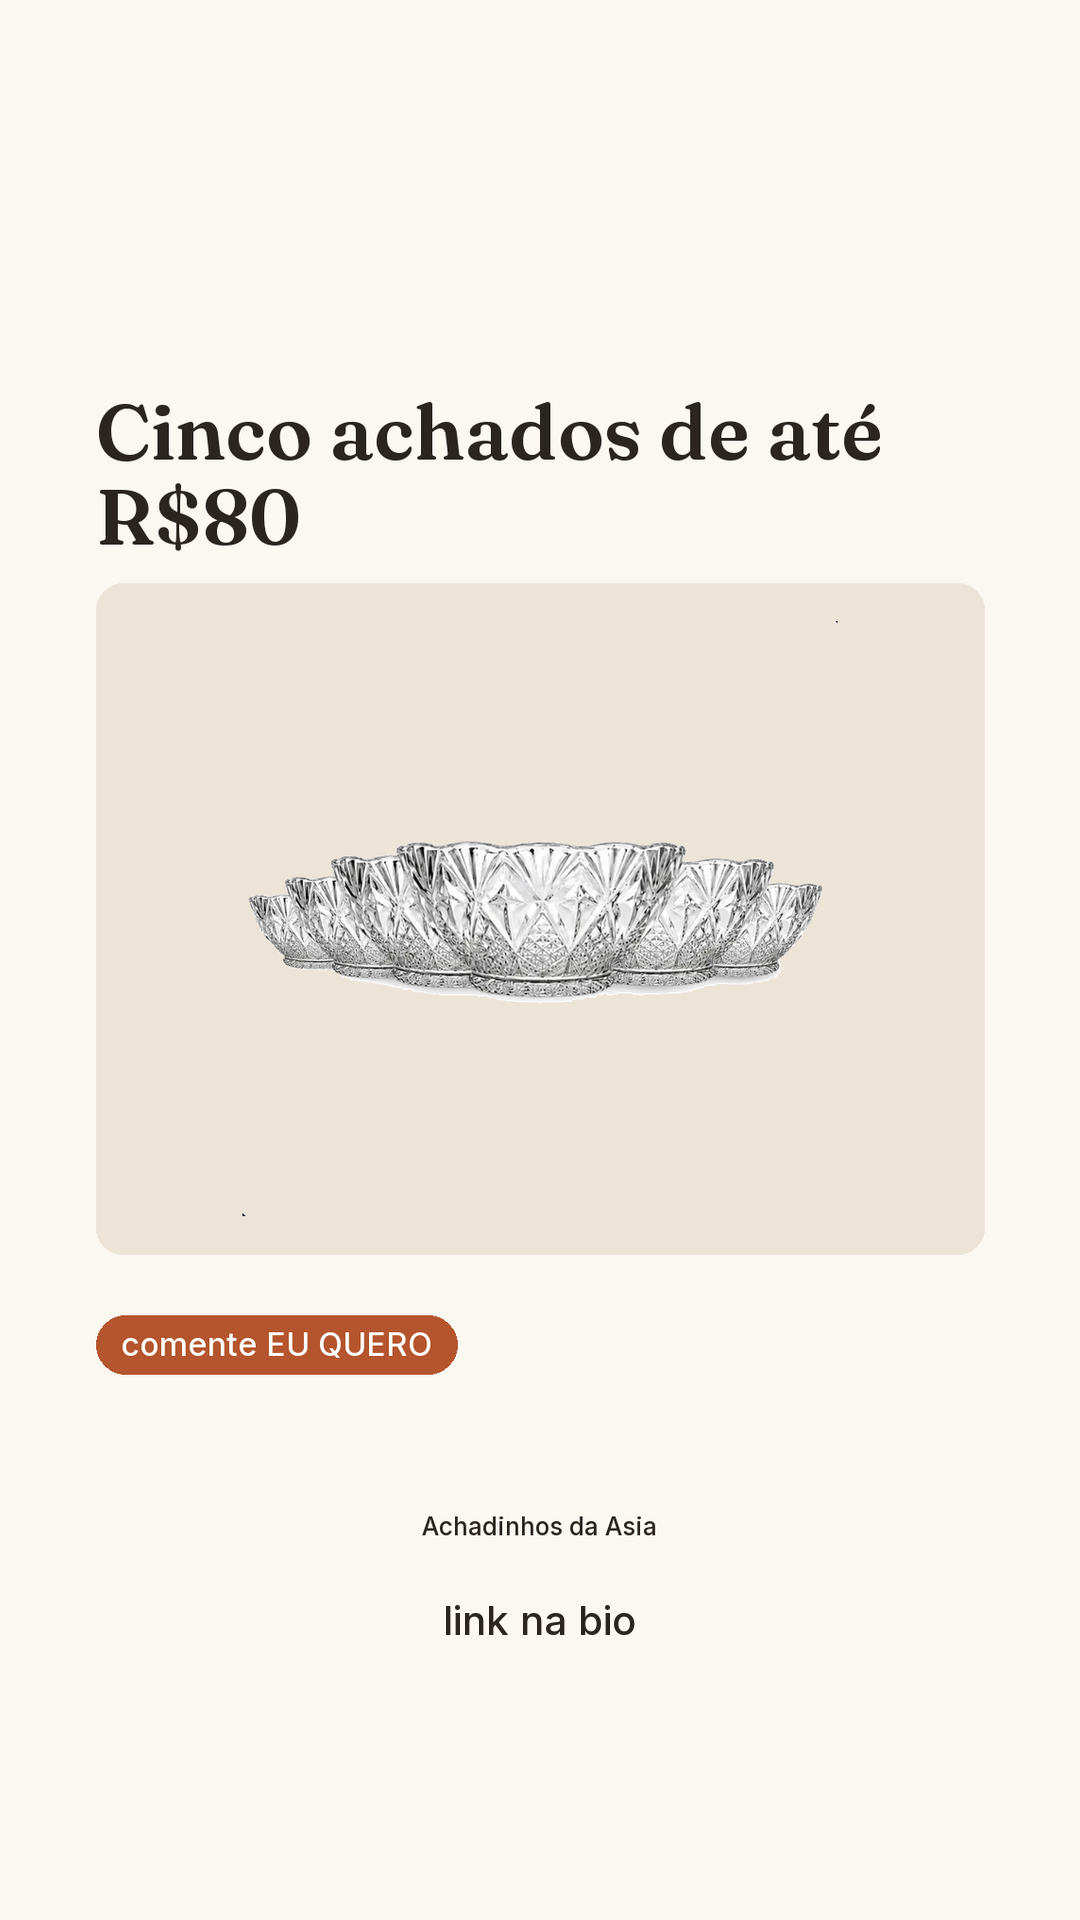 Cinco achados de até
R$80
comente EU QUERO
Achadinhos da Asia
link na bio